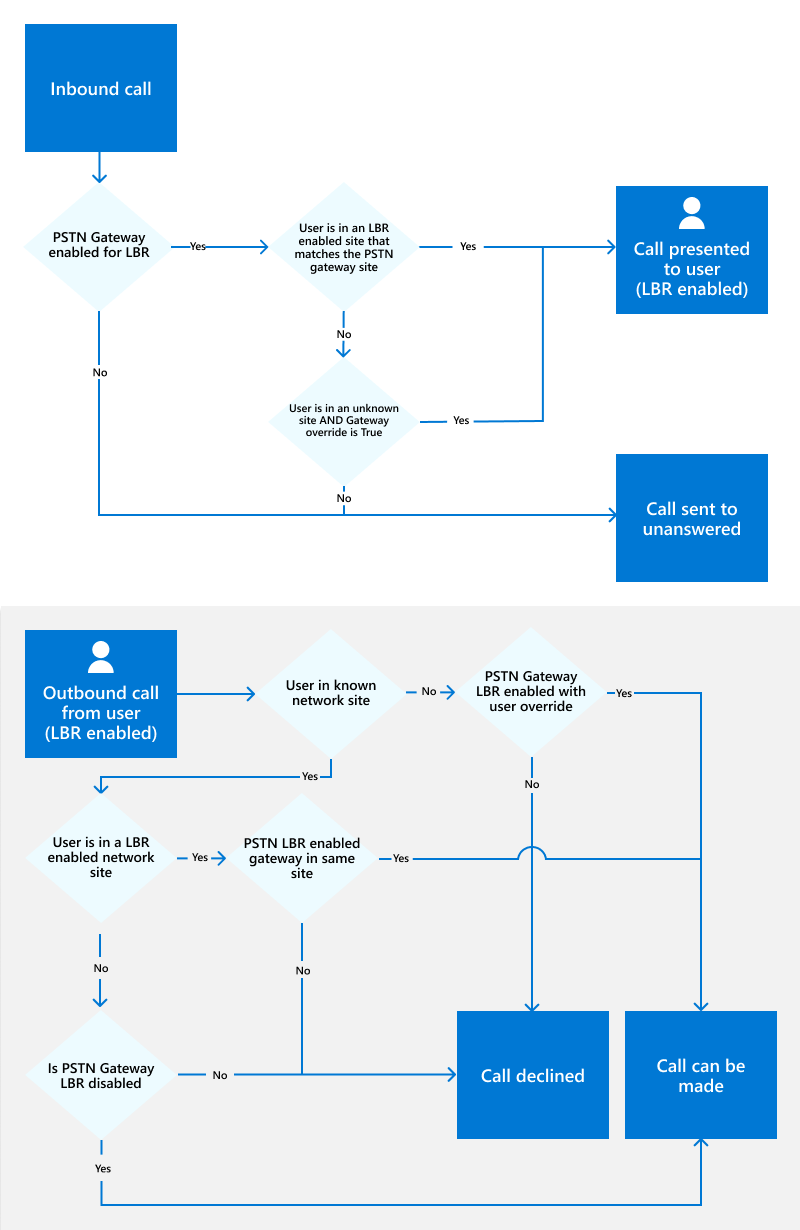 Inbound call
PSTN Gateway
enabled for LBR
Yes
User is in an LBR
enabled site that
matches the PSTN
gateway site
Yes
Call presented
to user
(LBR enabled)
No
No
User is in an unknown
site AND Gateway
override is True
Yes
No
Call sent to
unanswered
Outbound call
from user
(LBR enabled)
User in known
network site
No
PSTN Gateway
LBR enabled with
user override
Yes
Yes
No
User is in a LBR
enabled network
site
Yes
PSTN LBR enabled
gateway in same
site
Yes
No
No
Is PSTN Gateway
LBR disabled
No
Call declined
Call can be
made
Yes